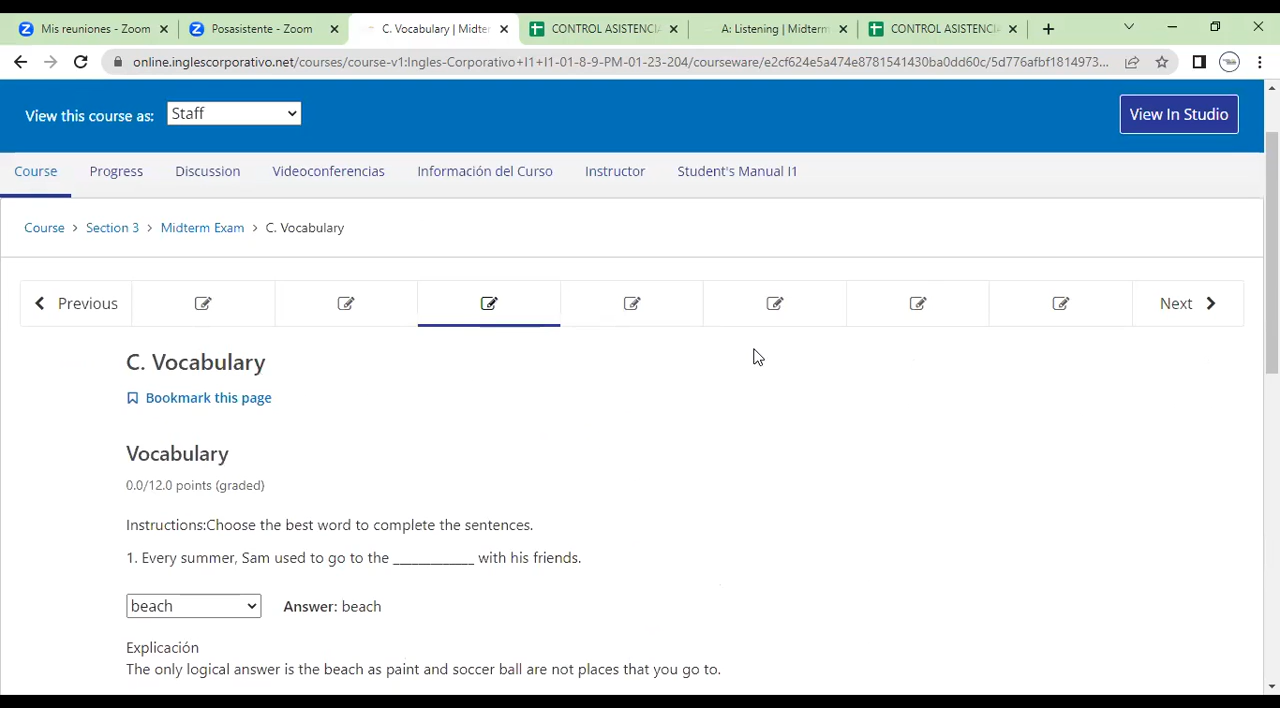 Mis reuniones - Zoom
Posasistente - Zoom
C. Vocabulary | Midter
CONTROL ASISTENCIA
A: Listening | Midterm
CONTROL ASISTENCIA
online.inglescorporativo.net/courses/course-v1:Ingles-Corporativo+I1+I1-01-8-9-PM-01-23-204/courseware/e2cf624e5a474e8781541430ba0dd60c/5d776afbf1814973...
View this course as:
Staff
View In Studio
Course
Progress
Discussion
Videoconferencias
Información del Curso
Instructor
Student's Manual I1
Course > Section 3 > Midterm Exam > C. Vocabulary
Previous
Next
C. Vocabulary
Bookmark this page
Vocabulary
0.0/12.0 points (graded)
Instructions:Choose the best word to complete the sentences.
1. Every summer, Sam used to go to the ____________ with his friends.
beach
Answer: beach
Explicación
The only logical answer is the beach as paint and soccer ball are not places that you go to.